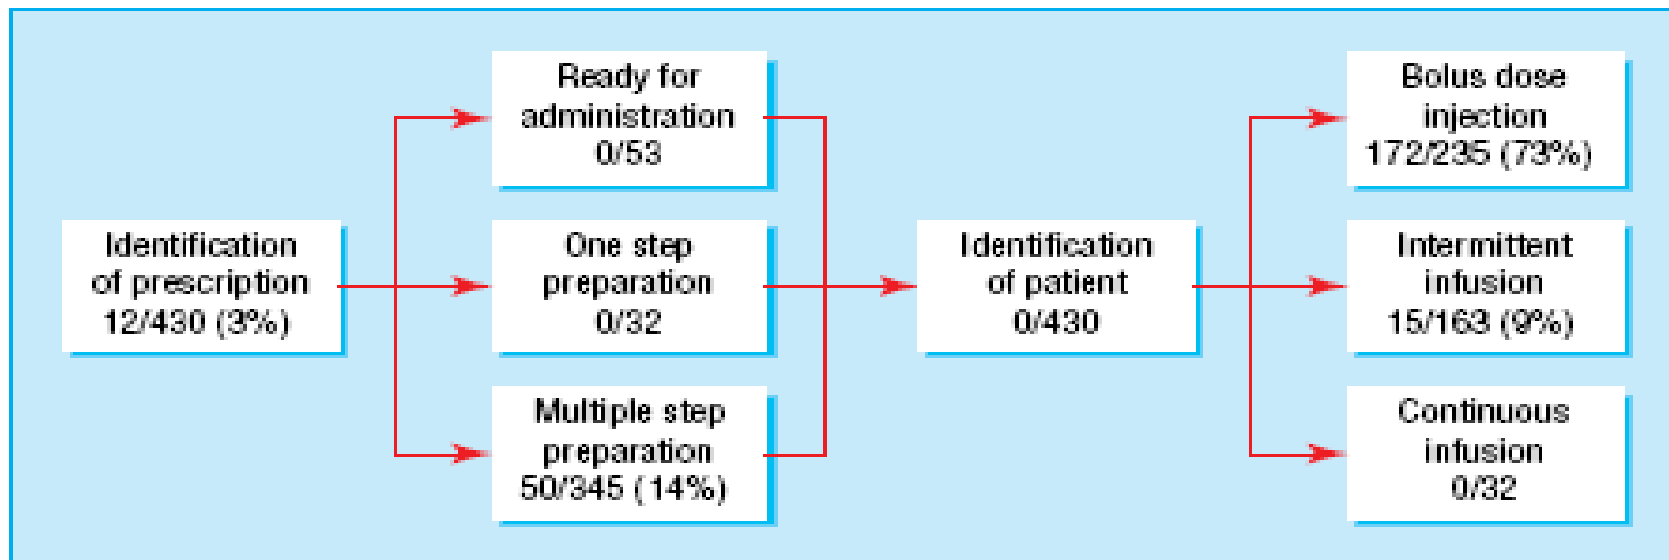 Identification
of prescription
12/430 (3%)
Ready for
administration
0/53
One step
preparation
0/32
Multiple step
preparation
50/345 (14%)
Identification
of patient
0/430
Bolus dose
injection
172/235 (73%)
Intermittent
infusion
15/163 (9%)
Continuous
infusion
0/32